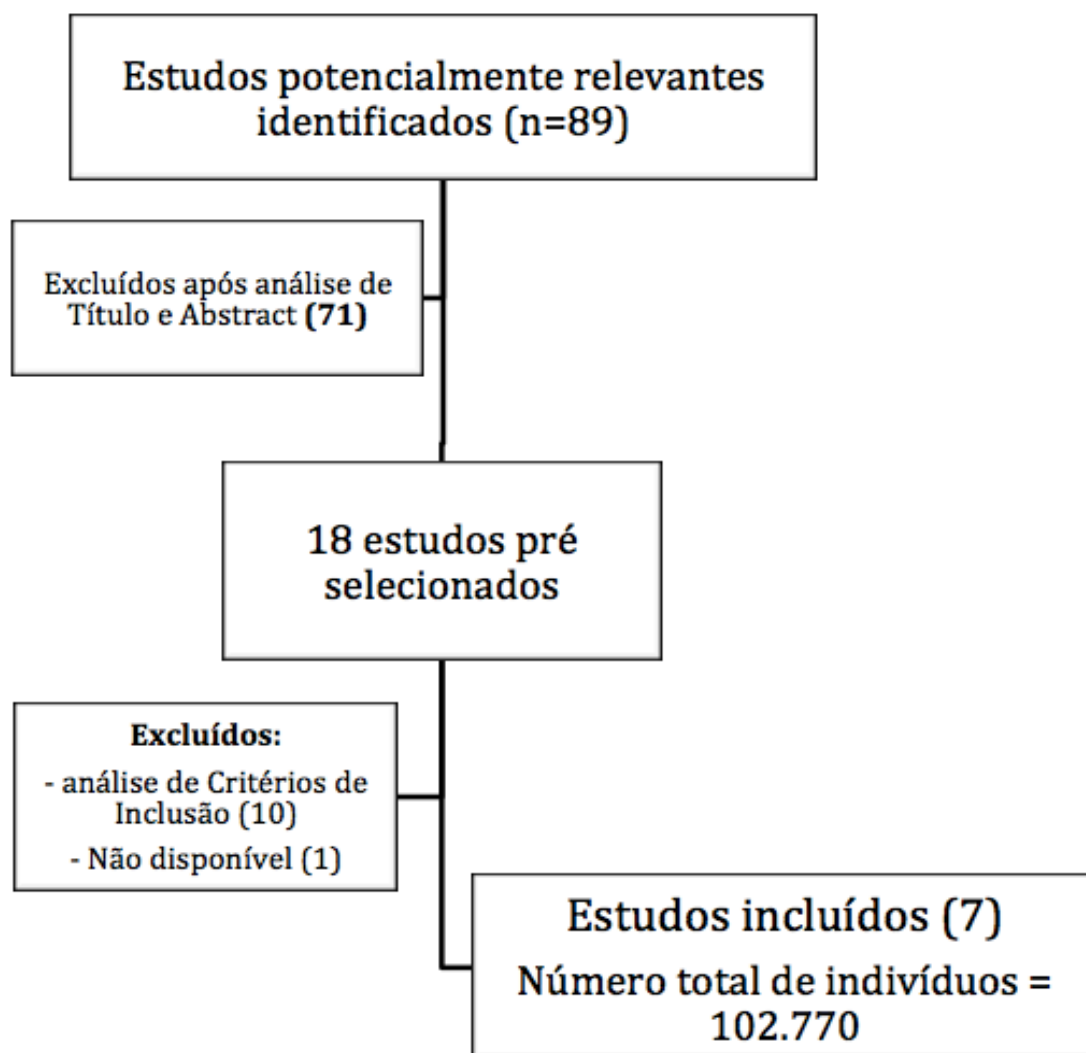 Estudos potencialmente relevantes
identificados (n=89)
Excluídos após análise de
Título e Abstract (71)
18 estudos pré
selecionados
Excluídos:
- análise de Critérios de
Inclusão (10)
- Não disponível (1)
Estudos incluídos (7)
Número total de indivíduos =
102.770